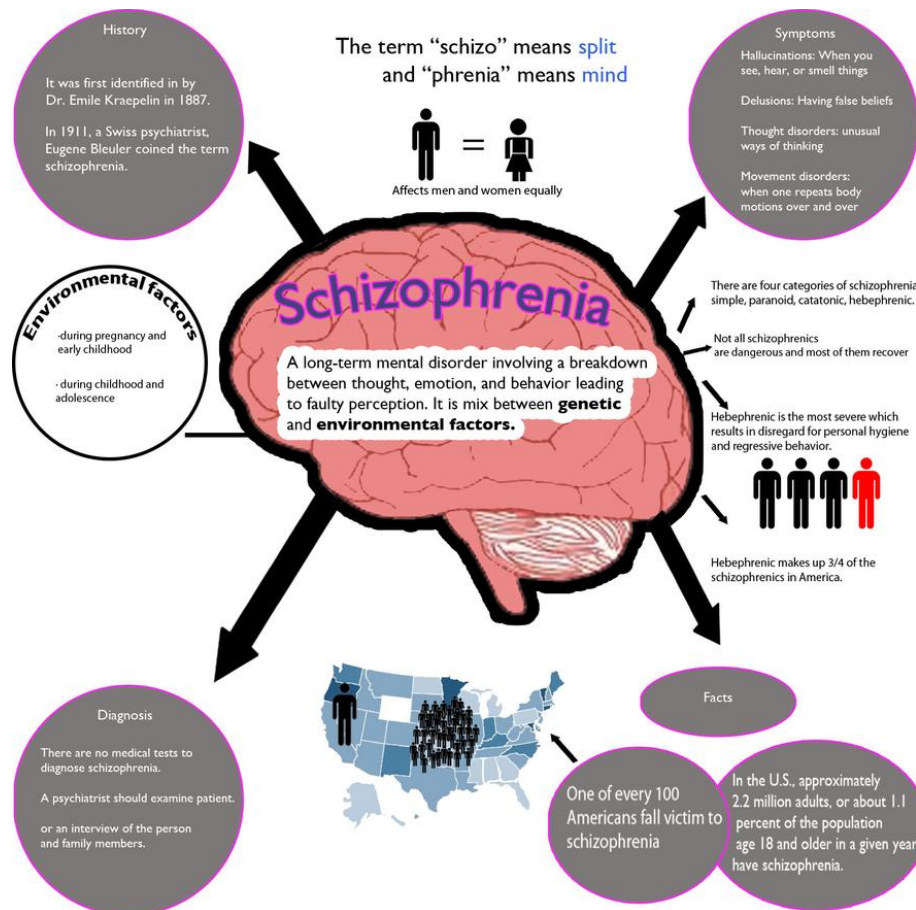 History
It was first identified in by
Dr. Emile Kraepelin in 1887.
In 1911, a Swiss psychiatrist,
Eugene Bleuler coined the term
schizophrenia.
The term “schizo” means split
and “phrenia” means mind
=
Affects men and women equally
Symptoms
Hallucinations: When you
see, hear, or smell things
Delusions: Having false beliefs
Thought disorders: unusual
ways of thinking
Movement disorders:
when one repeats body
motions over and over
Environmental factors
-during pregnancy and
early childhood
- during childhood and
adolescence
Schizophrenia
A long-term mental disorder involving a breakdown
between thought, emotion, and behavior leading
to faulty perception. It is mix between genetic
and environmental factors.
There are four categories of schizophrenia
simple, paranoid, catatonic, hebephrenic.
Not all schizophrenics
are dangerous and most of them recover
Hebephrenic is the most severe which
results in disregard for personal hygiene
and regressive behavior.
Hebephrenic makes up 3/4 of the
schizophrenics in America.
Diagnosis
There are no medical tests to
diagnose schizophrenia.
A psychiatrist should examine patient.
or an interview of the person
and family members.
Facts
One of every 100
Americans fall victim to
schizophrenia
In the U.S., approximately
2.2 million adults, or about 1.1
percent of the population
age 18 and older in a given year
have schizophrenia.